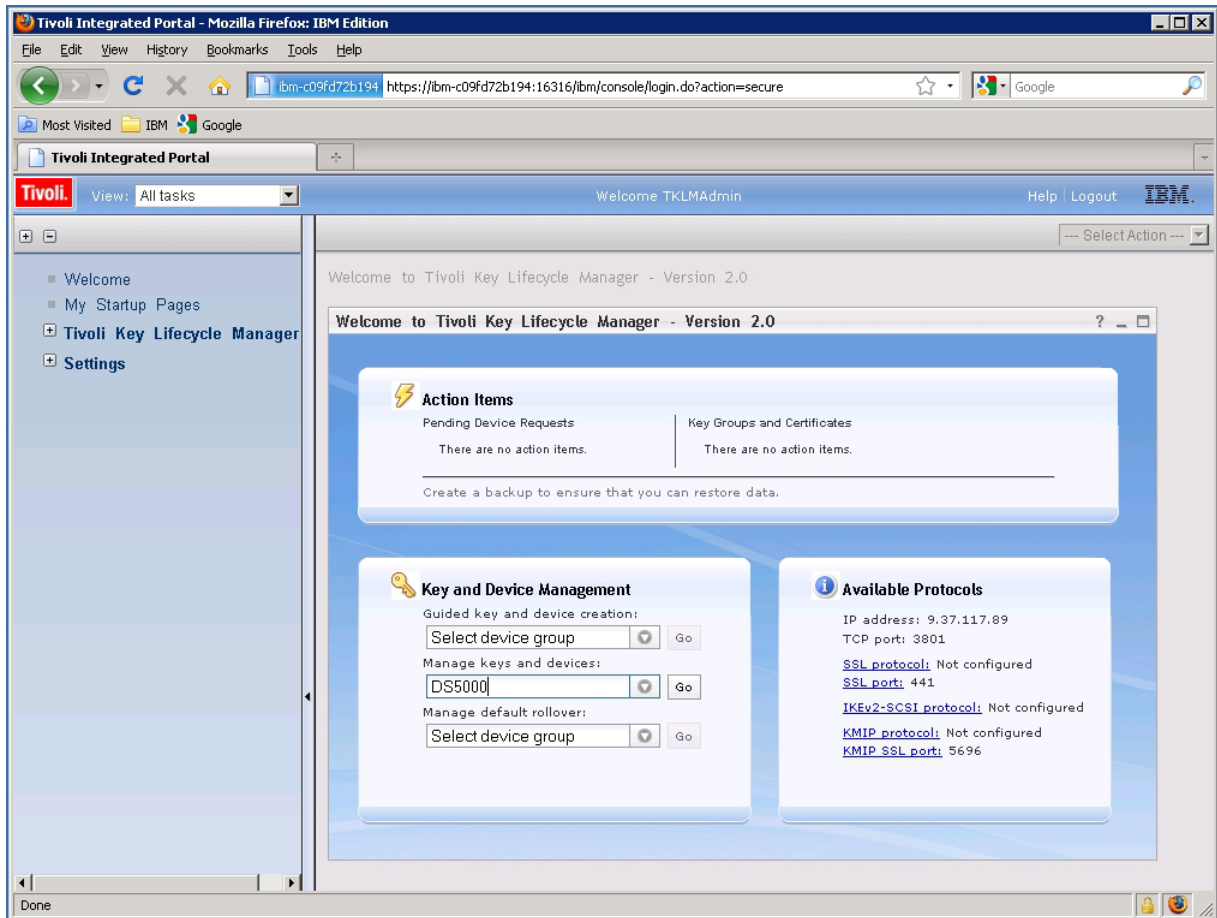 Tivoli Integrated Portal - Mozilla Firefox: IBM Edition
File Edit View History Bookmarks Tools Help
ibm-c09fd72b194 https://ibm-c09fd72b194:16316/ibm/console/login.do?action=secure Google
Most Visited IBM Google
Tivoli Integrated Portal
Tivoli. View: All tasks Welcome TKLMAdmin Help Logout IBM.
--- Select Action ---
Welcome
My Startup Pages
Tivoli Key Lifecycle Manager
Settings
Welcome to Tivoli Key Lifecycle Manager - Version 2.0
Welcome to Tivoli Key Lifecycle Manager - Version 2.0 ?
Action Items
Pending Device Requests Key Groups and Certificates
There are no action items. There are no action items.
Create a backup to ensure that you can restore data.
Key and Device Management
Guided key and device creation:
Select device group Go
Manage keys and devices:
DS5000 Go
Manage default rollover:
Select device group Go
Available Protocols
IP address: 9.37.117.89
TCP port: 3801
SSL protocol: Not configured
SSL port: 441
IKEv2-SCSI protocol: Not configured
KMIP protocol: Not configured
KMIP SSL port: 5696
Done